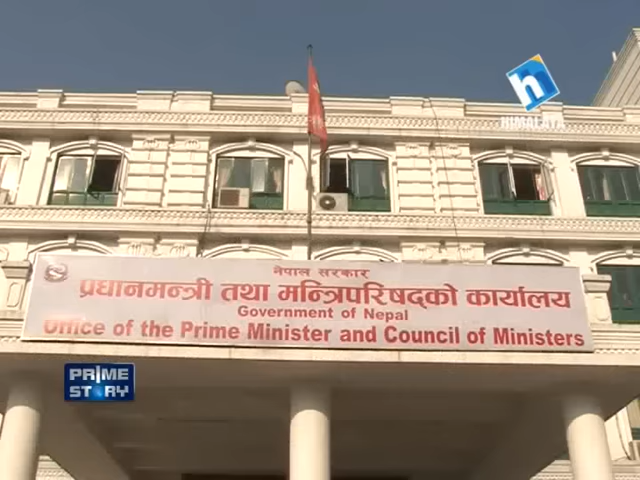 HIMALAYA
नेपाल सरकार
प्रधानमन्त्री तथा मन्त्रिपरिषद्को कार्यालय
Government of Nepal
Office of the Prime Minister and Council of Ministers
PRIME
STORY